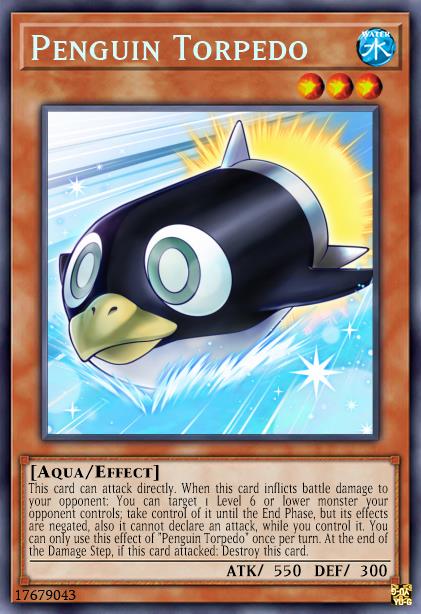 Penguin Torpedo
WATER
水
[Aqua/Effect]
This card can attack directly. When this card inflicts battle damage to
your opponent: You can target 1 Level 6 or lower monster your
opponent controls; take control of it until the End Phase, but its effects
are negated, also it cannot declare an attack, while you control it. You
can only use this effect of "Penguin Torpedo" once per turn. At the end of
the Damage Step, if this card attacked: Destroy this card.
ATK/ 550 DEF/ 300
17679043